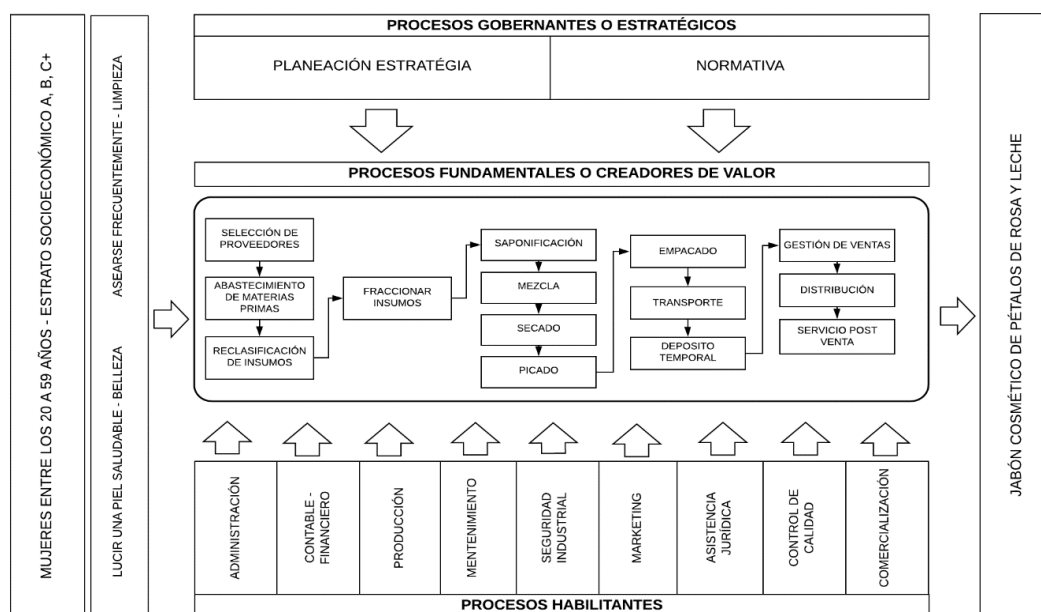 MUJERES ENTRE LOS 20 A 59 AÑOS - ESTRATO SOCIOECONÓMICO A, B, C+
LUCIR UNA PIEL SALUDABLE - BELLEZA
ASEARSE FRECUENTEMENTE - LIMPIEZA
PROCESOS GOBERNANTES O ESTRATÉGICOS
PLANEACIÓN ESTRATÉGIA
NORMATIVA
PROCESOS FUNDAMENTALES O CREADORES DE VALOR
SELECCIÓN DE
PROVEEDORES
ABASTECIMIENTO
DE MATERIAS
PRIMAS
RECLASIFICACIÓN
DE INSUMOS
FRACCIONAR
INSUMOS
SAPONIFICACIÓN
MEZCLA
SECADO
PICADO
EMPACADO
TRANSPORTE
DEPOSITO
TEMPORAL
GESTIÓN DE VENTAS
DISTRIBUCIÓN
SERVICIO POST
VENTA
ADMINISTRACIÓN
CONTABLE -
FINANCIERO
PRODUCCIÓN
MENTENIMIENTO
SEGURIDAD
INDUSTRIAL
MARKETING
ASISTENCIA
JURÍDICA
CONTROL DE
CALIDAD
COMERCIALIZACIÓN
PROCESOS HABILITANTES
JABÓN COSMÉTICO DE PÉTALOS DE ROSA Y LECHE